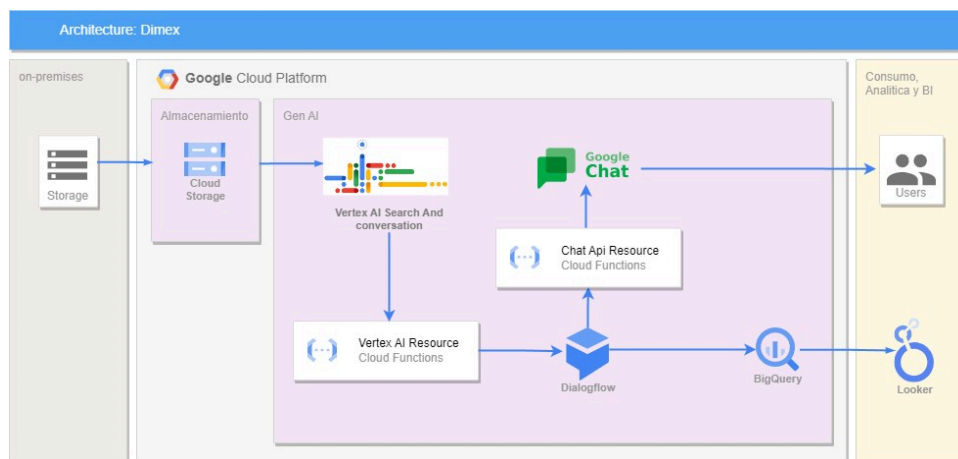 Architecture: Dimex
on-premises
Google Cloud Platform
Consumo,
Analítica y BI
Almacenamiento
Gen AI
Storage
Cloud
Storage
Vertex AI Search And
conversation
Google
Chat
Users
Chat Api Resource
Cloud Functions
Vertex AI Resource
Cloud Functions
Dialogflow
BigQuery
Looker